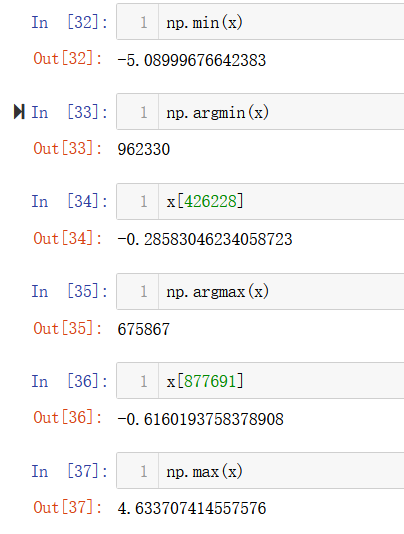 In [32]: 1 np.min(x)
Out[32]: -5.08999676642383
In [33]: 1 np.argmin(x)
Out[33]: 962330
In [34]: 1 x[426228]
Out[34]: -0.28583046234058723
In [35]: 1 np.argmax(x)
Out[35]: 675867
In [36]: 1 x[877691]
Out[36]: -0.6160193758378908
In [37]: 1 np.max(x)
Out[37]: 4.633707414557576